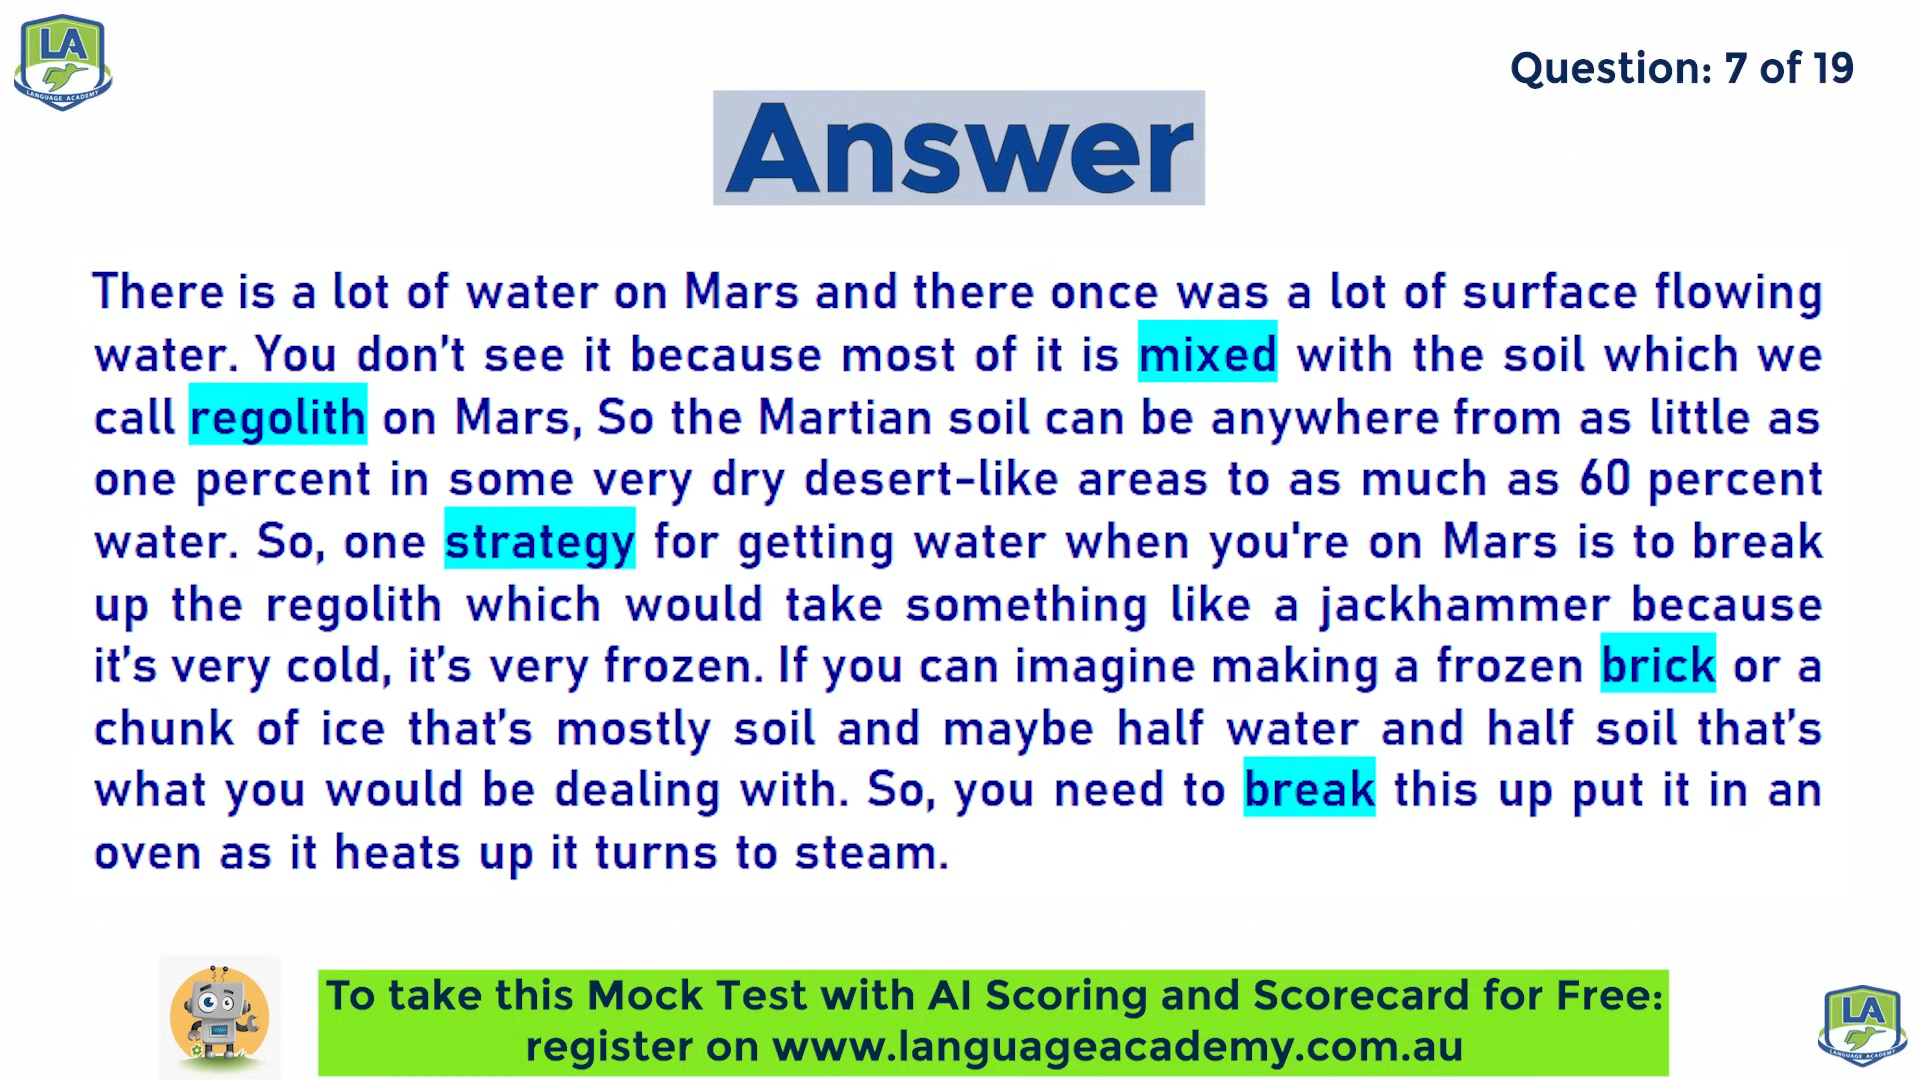 LA
LANGUAGE ACADEMY
Question: 7 of 19
Answer
There is a lot of water on Mars and there once was a lot of surface flowing
water. You don't see it because most of it is mixed with the soil which we
call regolith on Mars, So the Martian soil can be anywhere from as little as
one percent in some very dry desert-like areas to as much as 60 percent
water. So, one strategy for getting water when you're on Mars is to break
up the regolith which would take something like a jackhammer because
it's very cold, it's very frozen. If you can imagine making a frozen brick or a
chunk of ice that's mostly soil and maybe half water and half soil that's
what you would be dealing with. So, you need to break this up put it in an
oven as it heats up it turns to steam.
To take this Mock Test with AI Scoring and Scorecard for Free:
register on www.languageacademy.com.au
LA
LANGUAGE ACADEMY